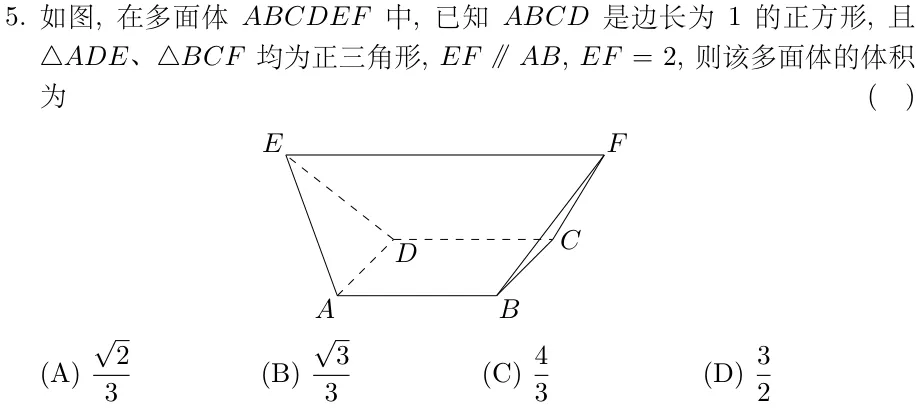 5. 如图, 在多面体 ABCDEF 中, 已知 ABCD 是边长为 1 的正方形, 且
△ADE、△BCF 均为正三角形, EF ∥ AB, EF = 2, 则该多面体的体积
为 ( )
E F
D C
A B
(A) √2/3 (B) √3/3 (C) 4/3 (D) 3/2